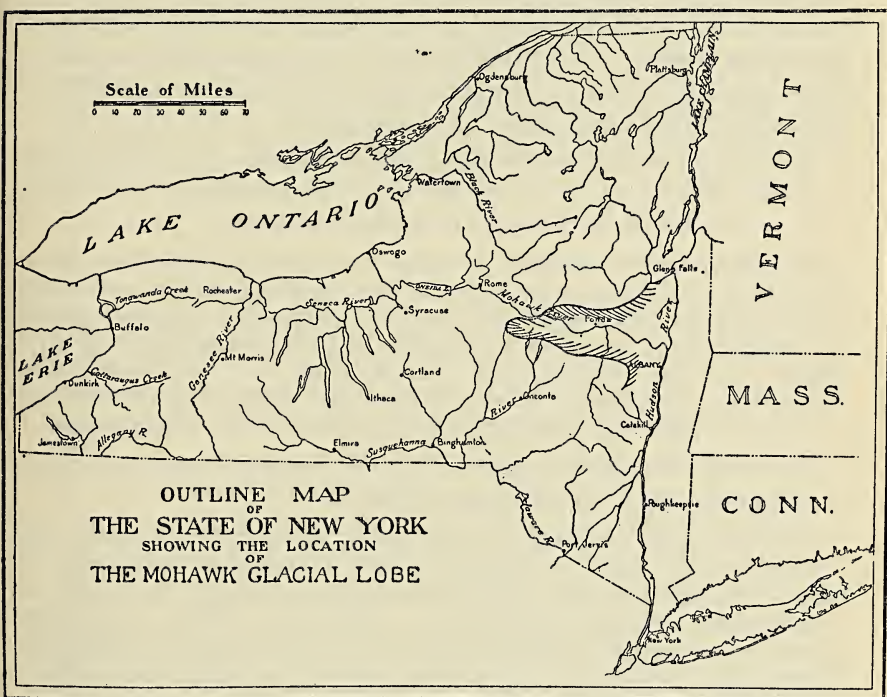 Scale of Miles
0 10 20 30 40 50 60 70
Ogdensburg
Plattsburg
LAKE CHAMPLAIN
VERMONT
Watertown
Black River
LAKE ONTARIO
Oswego
Glens Falls
Tonawanda Creek
Rochester
Seneca River
ONEIDA L.
Rome
Mohawk River
Fonda
River
Syracuse
Buffalo
LAKE ERIE
Genesee River
Mt Morris
Cortland
ALBANY
MASS.
Dunkirk
Cattaraugus Creek
Ithaca
River
Oneonta
Catskill
Hudson
Jamestown
Allegany R.
Elmira
Susquehanna
Binghamton
OUTLINE MAP
OF
THE STATE OF NEW YORK
SHOWING THE LOCATION
OF
THE MOHAWK GLACIAL LOBE
Delaware R.
Poughkeepsie
CONN.
Port Jervis
New York